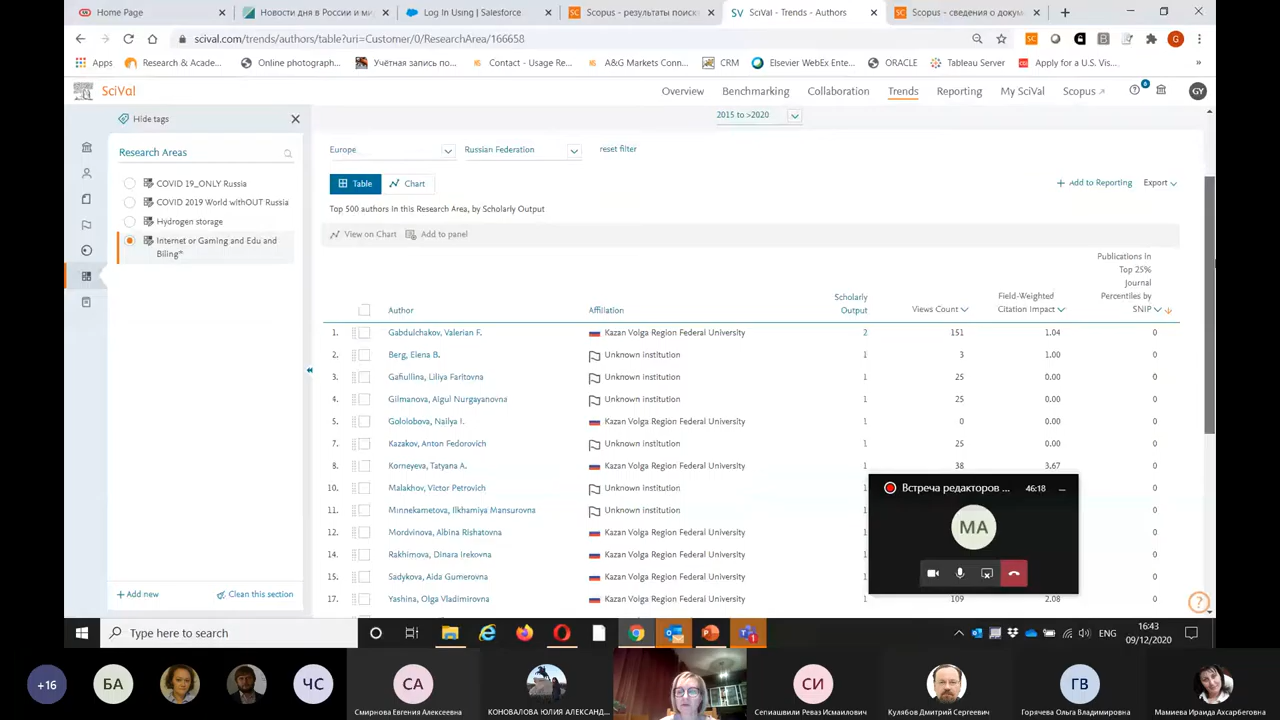 Home Page
Новости дня в России и ми
Log In Using | Salesforce
Scopus - результаты поиск
SciVal - Trends - Authors
Scopus - сведения о докум
scival.com/trends/authors/table?uri=Customer/0/ResearchArea/166658
Apps
Research & Acade...
Online photograph...
Учётная запись по...
Contact - Usage Re...
A&G Markets Conn...
CRM
Elsevier WebEx Ente...
ORACLE
Tableau Server
Apply for a U.S. Vis...
SciVal
Overview
Benchmarking
Collaboration
Trends
Reporting
My SciVal
Scopus
6
GY
Hide tags
Research Areas
COVID 19_ONLY Russia
COVID 2019 World withOUT Russia
Hydrogen storage
Internet or Gaming and Edu and
Biling*
+ Add new
Clean this section
2015 to >2020
Europe
Russian Federation
reset filter
Table
Chart
+ Add to Reporting
Export
Top 500 authors in this Research Area, by Scholarly Output
View on Chart
Add to panel
Author
Affiliation
Scholarly
Output
Views Count
Field-Weighted
Citation Impact
Publications in
Top 25%
Journal
Percentiles by
SNIP
1. Gabdulchakov, Valerian F. Kazan Volga Region Federal University 2 151 1.04 0
2. Berg, Elena B. Unknown institution 1 3 1.00 0
3. Gafiullina, Liliya Faritovna Unknown institution 1 25 0.00 0
4. Gilmanova, Aigul Nurgayanovna Unknown institution 1 25 0.00 0
5. Gololobova, Nailya I. Kazan Volga Region Federal University 1 0 0.00 0
7. Kazakov, Anton Fedorovich Unknown institution 1 25 0.00 0
8. Korneyeva, Tatyana A. Kazan Volga Region Federal University 1 38 3.67 0
10. Malakhov, Victor Petrovich Unknown institution 1
11. Minnekametova, Ilkhamiya Mansurovna Unknown institution 1
12. Mordvinova, Albina Rishatovna Kazan Volga Region Federal University 1
14. Rakhimova, Dinara Irekovna Kazan Volga Region Federal University 1
15. Sadykova, Aida Gumerovna Kazan Volga Region Federal University 1
17. Yashina, Olga Vladimirovna Kazan Volga Region Federal University 1 109 2.08 0
Встреча редакторов ...
46:18
MA
Type here to search
ENG
16:43
09/12/2020
+16
БА
ЧС
СА
Смирнова Евгения Алексеевна
КОНОВАЛОВА ЮЛИЯ АЛЕКСАНД...
СИ
Сепиашвили Реваз Исмаилович
Кулябов Дмитрий Сергеевич
ГВ
Горячева Ольга Владимировна
Мамиева Ираида Ахсарбеговна